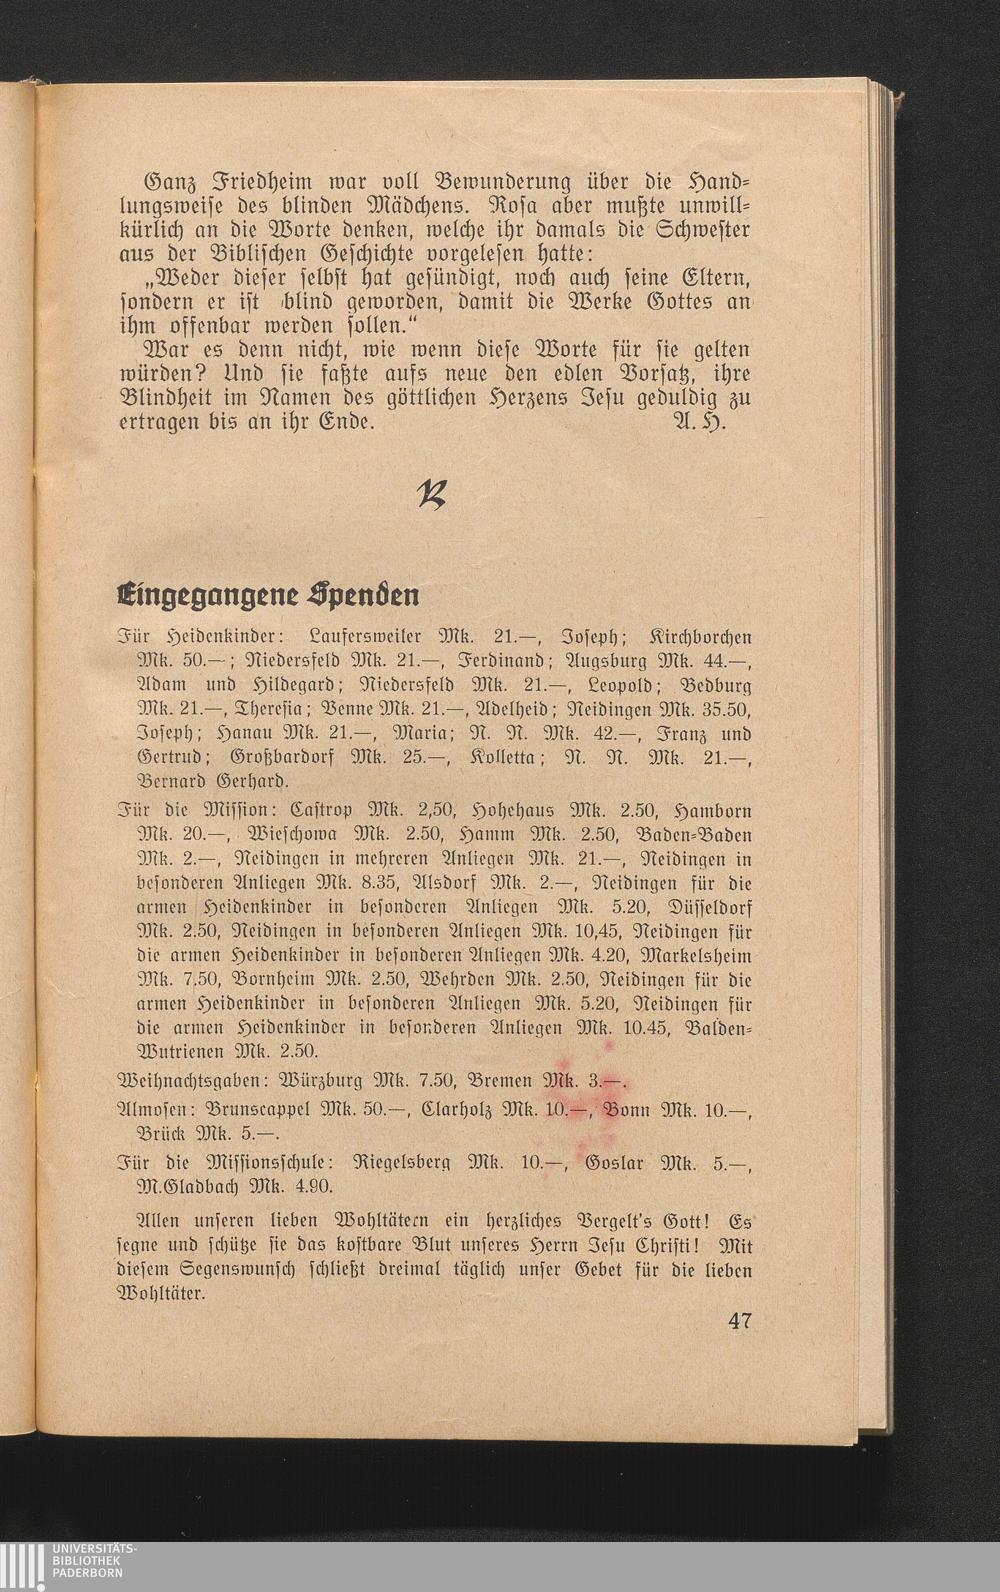 Ganz Friedheim war voll Bewunderung über die Hand-
lungsweise des blinden Mädchens. Rosa aber mußte unwill-
kürlich an die Worte denken, welche ihr damals die Schwester
aus der Biblischen Geschichte vorgelesen hatte:
„Weder dieser selbst hat gesündigt, noch auch seine Eltern,
sondern er ist blind geworden, damit die Werke Gottes an
ihm offenbar werden sollen.“
War es denn nicht, wie wenn diese Worte für sie gelten
würden? Und sie faßte aufs neue den edlen Vorsatz, ihre
Blindheit im Namen des göttlichen Herzens Jesu geduldig zu
ertragen bis an ihr Ende. A. H.
Eingegangene Spenden
Für Heidenkinder: Laufersweiler Mk. 21.—, Joseph; Kirchborchen
Mk. 50.—; Niedersfeld Mk. 21.—, Ferdinand; Augsburg Mk. 44.—,
Adam und Hildegard; Niedersfeld Mk. 21.—, Leopold; Bedburg
Mk. 21.—, Theresia; Venne Mk. 21.—, Adelheid; Neidingen Mk. 35.50,
Joseph; Hanau Mk. 21.—, Maria; N. N. Mk. 42.—, Franz und
Gertrud; Großbardorf Mk. 25.—, Kolletta; N. N. Mk. 21.—,
Bernard Gerhard.
Für die Mission: Castrop Mk. 2,50, Hohehaus Mk. 2.50, Hamborn
Mk. 20.—, Wieschowa Mk. 2.50, Hamm Mk. 2.50, Baden-Baden
Mk. 2.—, Neidingen in mehreren Anliegen Mk. 21.—, Neidingen in
besonderen Anliegen Mk. 8.35, Alsdorf Mk. 2.—, Neidingen für die
armen Heidenkinder in besonderen Anliegen Mk. 5.20, Düsseldorf
Mk. 2.50, Neidingen in besonderen Anliegen Mk. 10,45, Neidingen für
die armen Heidenkinder in besonderen Anliegen Mk. 4.20, Markelsheim
Mk. 7.50, Bornheim Mk. 2.50, Wehrden Mk. 2.50, Neidingen für die
armen Heidenkinder in besonderen Anliegen Mk. 5.20, Neidingen für
die armen Heidenkinder in besonderen Anliegen Mk. 10.45, Balden-
Wutrienen Mk. 2.50.
Weihnachtsgaben: Würzburg Mk. 7.50, Bremen Mk. 3.—.
Almosen: Brunscappel Mk. 50.—, Clarholz Mk. 10.—, Bonn Mk. 10.—,
Brück Mk. 5.—.
Für die Missionsschule: Riegelsberg Mk. 10.—, Goslar Mk. 5.—,
M.Gladbach Mk. 4.90.
Allen unseren lieben Wohltätern ein herzliches Vergelt's Gott! Es
segne und schütze sie das kostbare Blut unseres Herrn Jesu Christi! Mit
diesem Segenswunsch schließt dreimal täglich unser Gebet für die lieben
Wohltäter.
47
UNIVERSITÄTS-
BIBLIOTHEK
PADERBORN